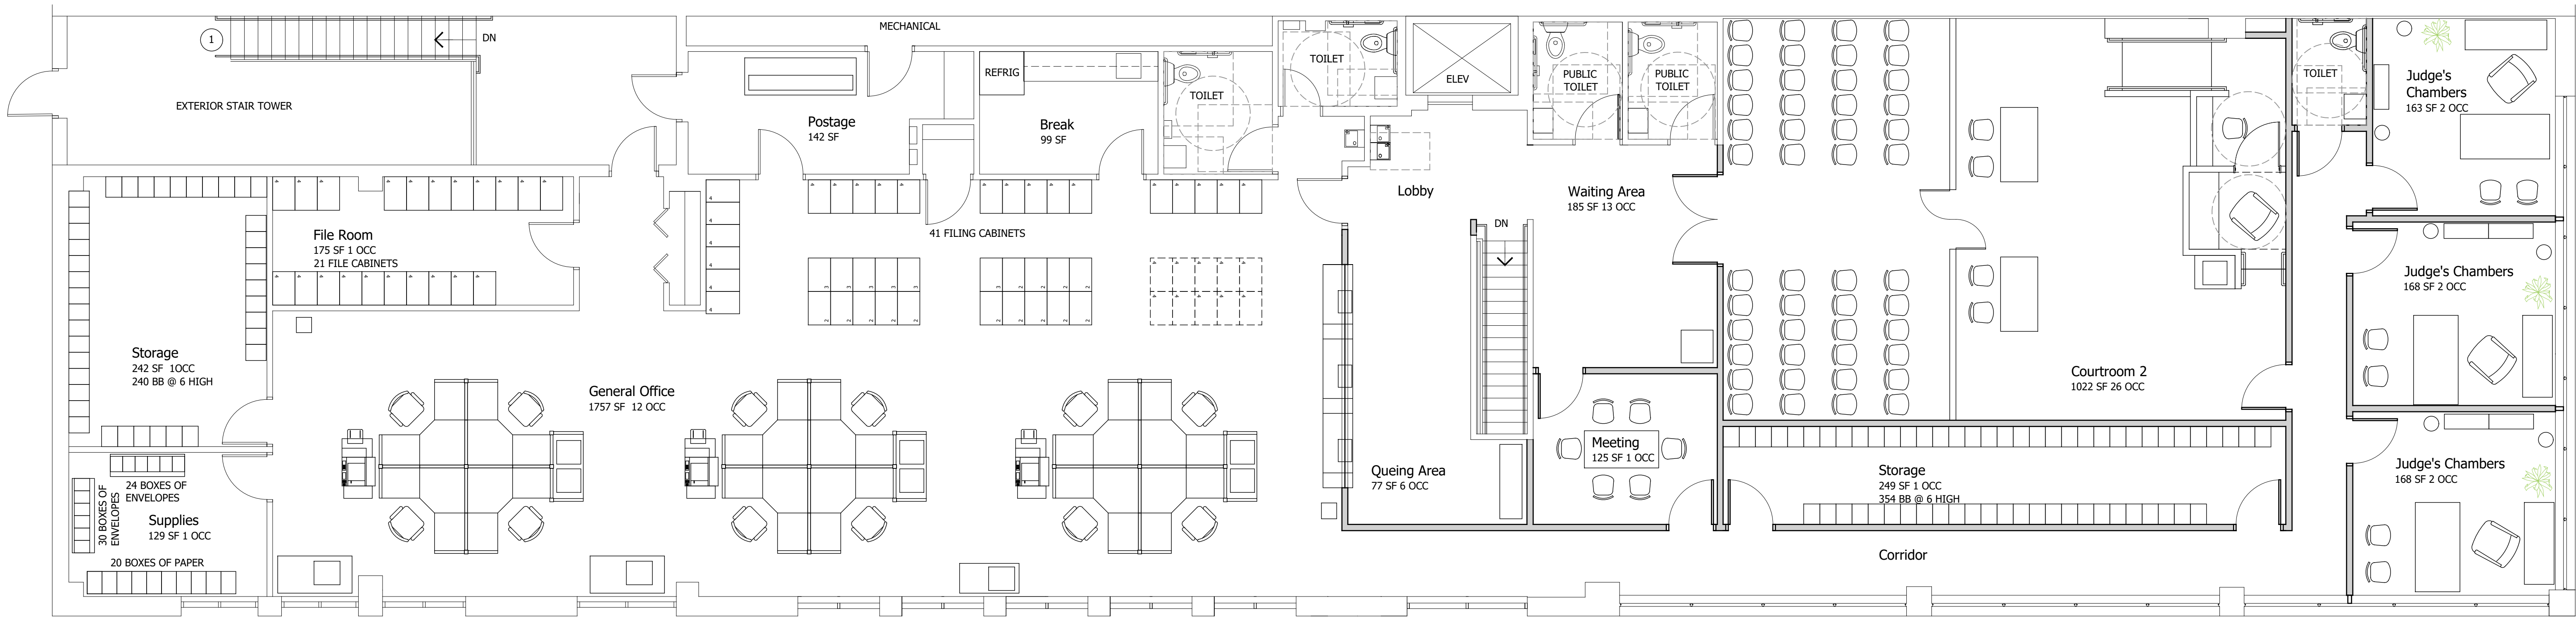 1
DN
EXTERIOR STAIR TOWER
MECHANICAL
Postage
142 SF
REFRIG
Break
99 SF
TOILET
TOILET
ELEV
PUBLIC
TOILET
PUBLIC
TOILET
TOILET
Judge's
Chambers
163 SF 2 OCC
Lobby
Waiting Area
185 SF 13 OCC
DN
File Room
175 SF 1 OCC
21 FILE CABINETS
41 FILING CABINETS
Judge's Chambers
168 SF 2 OCC
Storage
242 SF 1OCC
240 BB @ 6 HIGH
General Office
1757 SF 12 OCC
Courtroom 2
1022 SF 26 OCC
Meeting
125 SF 1 OCC
Queing Area
77 SF 6 OCC
Storage
249 SF 1 OCC
354 BB @ 6 HIGH
Judge's Chambers
168 SF 2 OCC
24 BOXES OF
ENVELOPES
30 BOXES OF
ENVELOPES
Supplies
129 SF 1 OCC
20 BOXES OF PAPER
Corridor